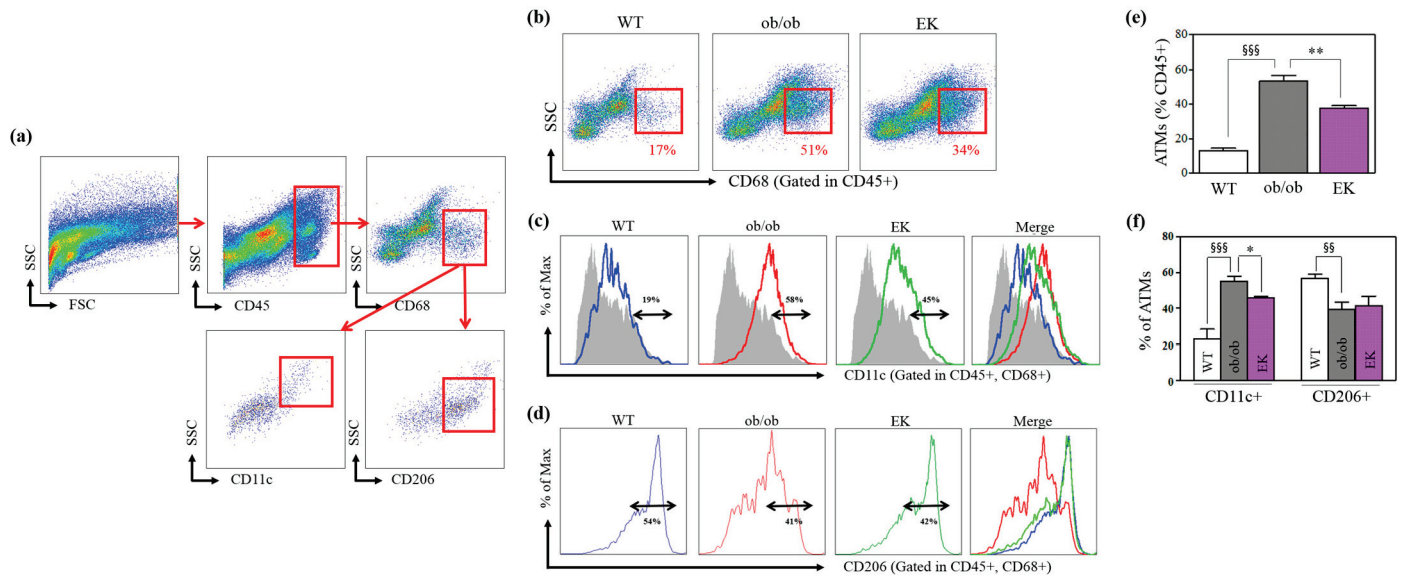 (a)
SSC
FSC
SSC
CD45
SSC
CD68
SSC
CD11c
SSC
CD206
(b)
WT
ob/ob
EK
SSC
17%
51%
34%
CD68 (Gated in CD45+)
(c)
WT
ob/ob
EK
Merge
% of Max
19%
58%
45%
CD11c (Gated in CD45+, CD68+)
(d)
WT
ob/ob
EK
Merge
% of Max
54%
41%
42%
CD206 (Gated in CD45+, CD68+)
(e)
ATMs (% CD45+)
80
60
40
20
0
§§§
**
WT
ob/ob
EK
(f)
% of ATMs
80
60
40
20
0
§§§
*
§§
WT
ob/ob
EK
WT
ob/ob
EK
CD11c+
CD206+